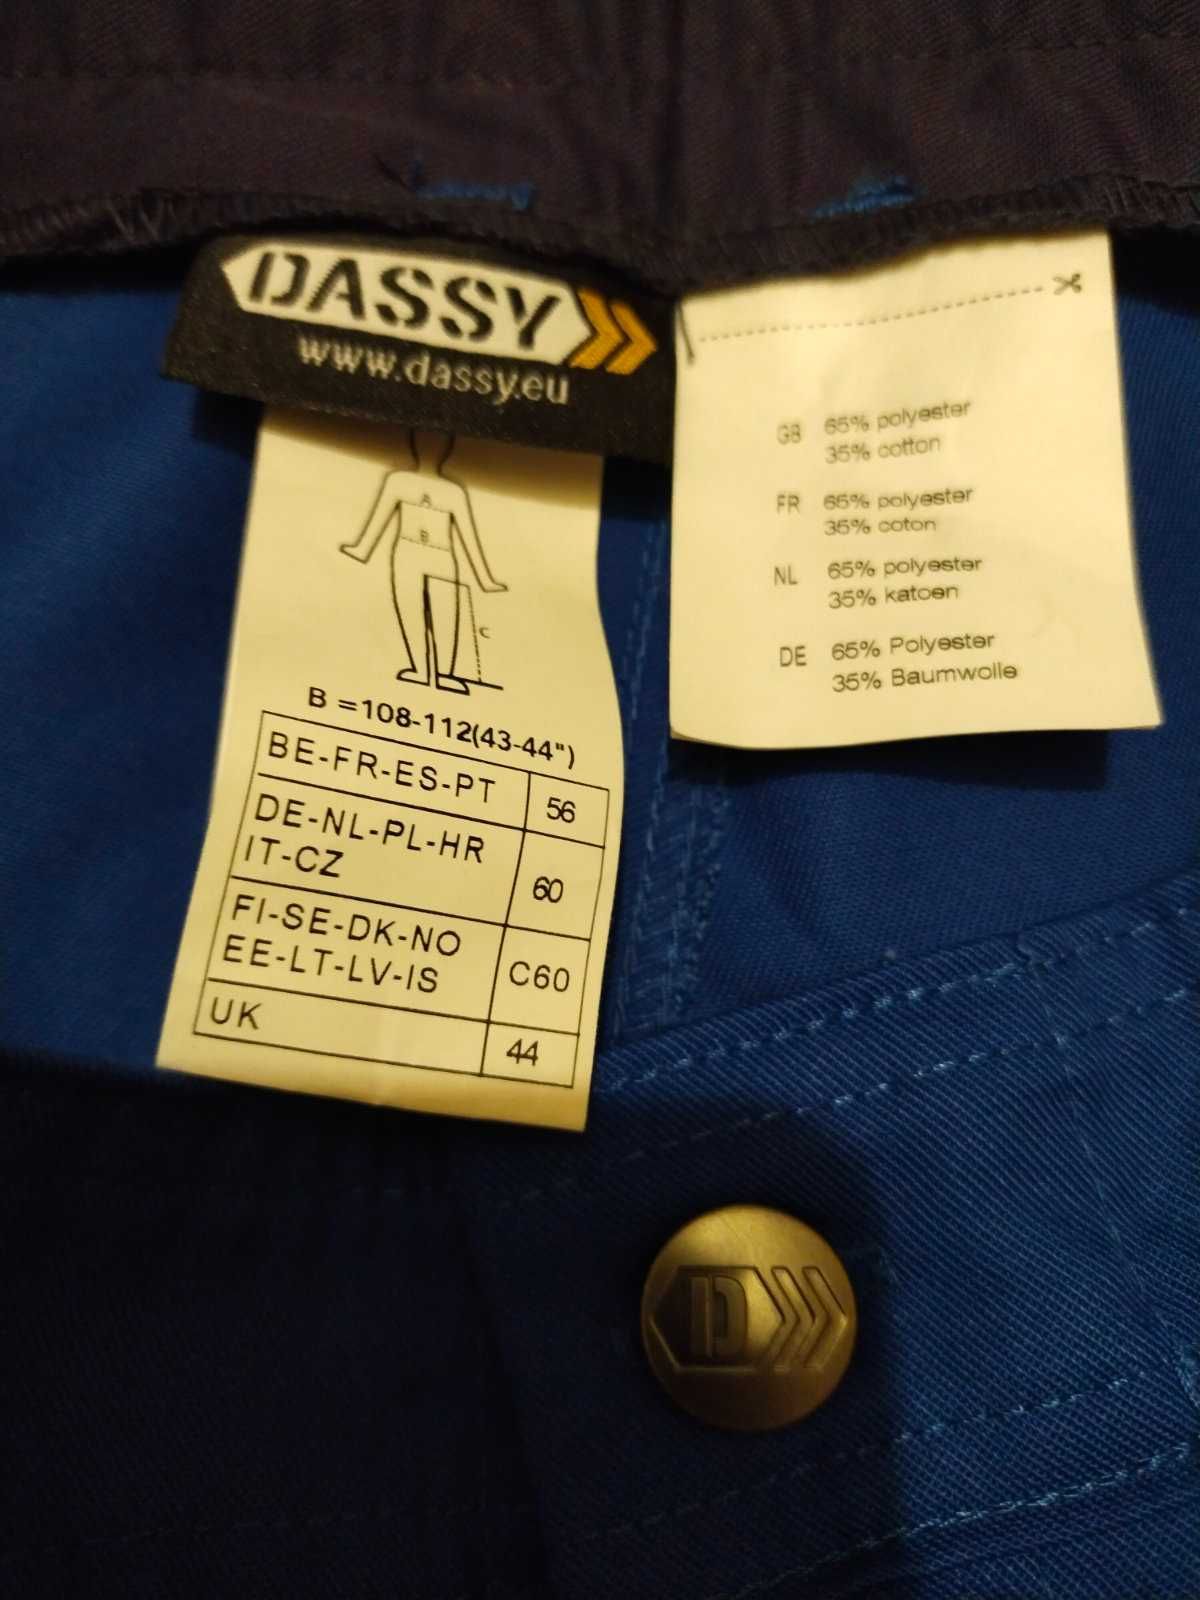 DASSY
www.dassy.eu
A
B
C
B =108-112(43-44")
BE-FR-ES-PT 56
DE-NL-PL-HR
IT-CZ 60
FI-SE-DK-NO
EE-LT-LV-IS C60
UK 44
GB 65% polyester
35% cotton
FR 65% polyester
35% coton
NL 65% polyester
35% katoen
DE 65% Polyester
35% Baumwolle
D